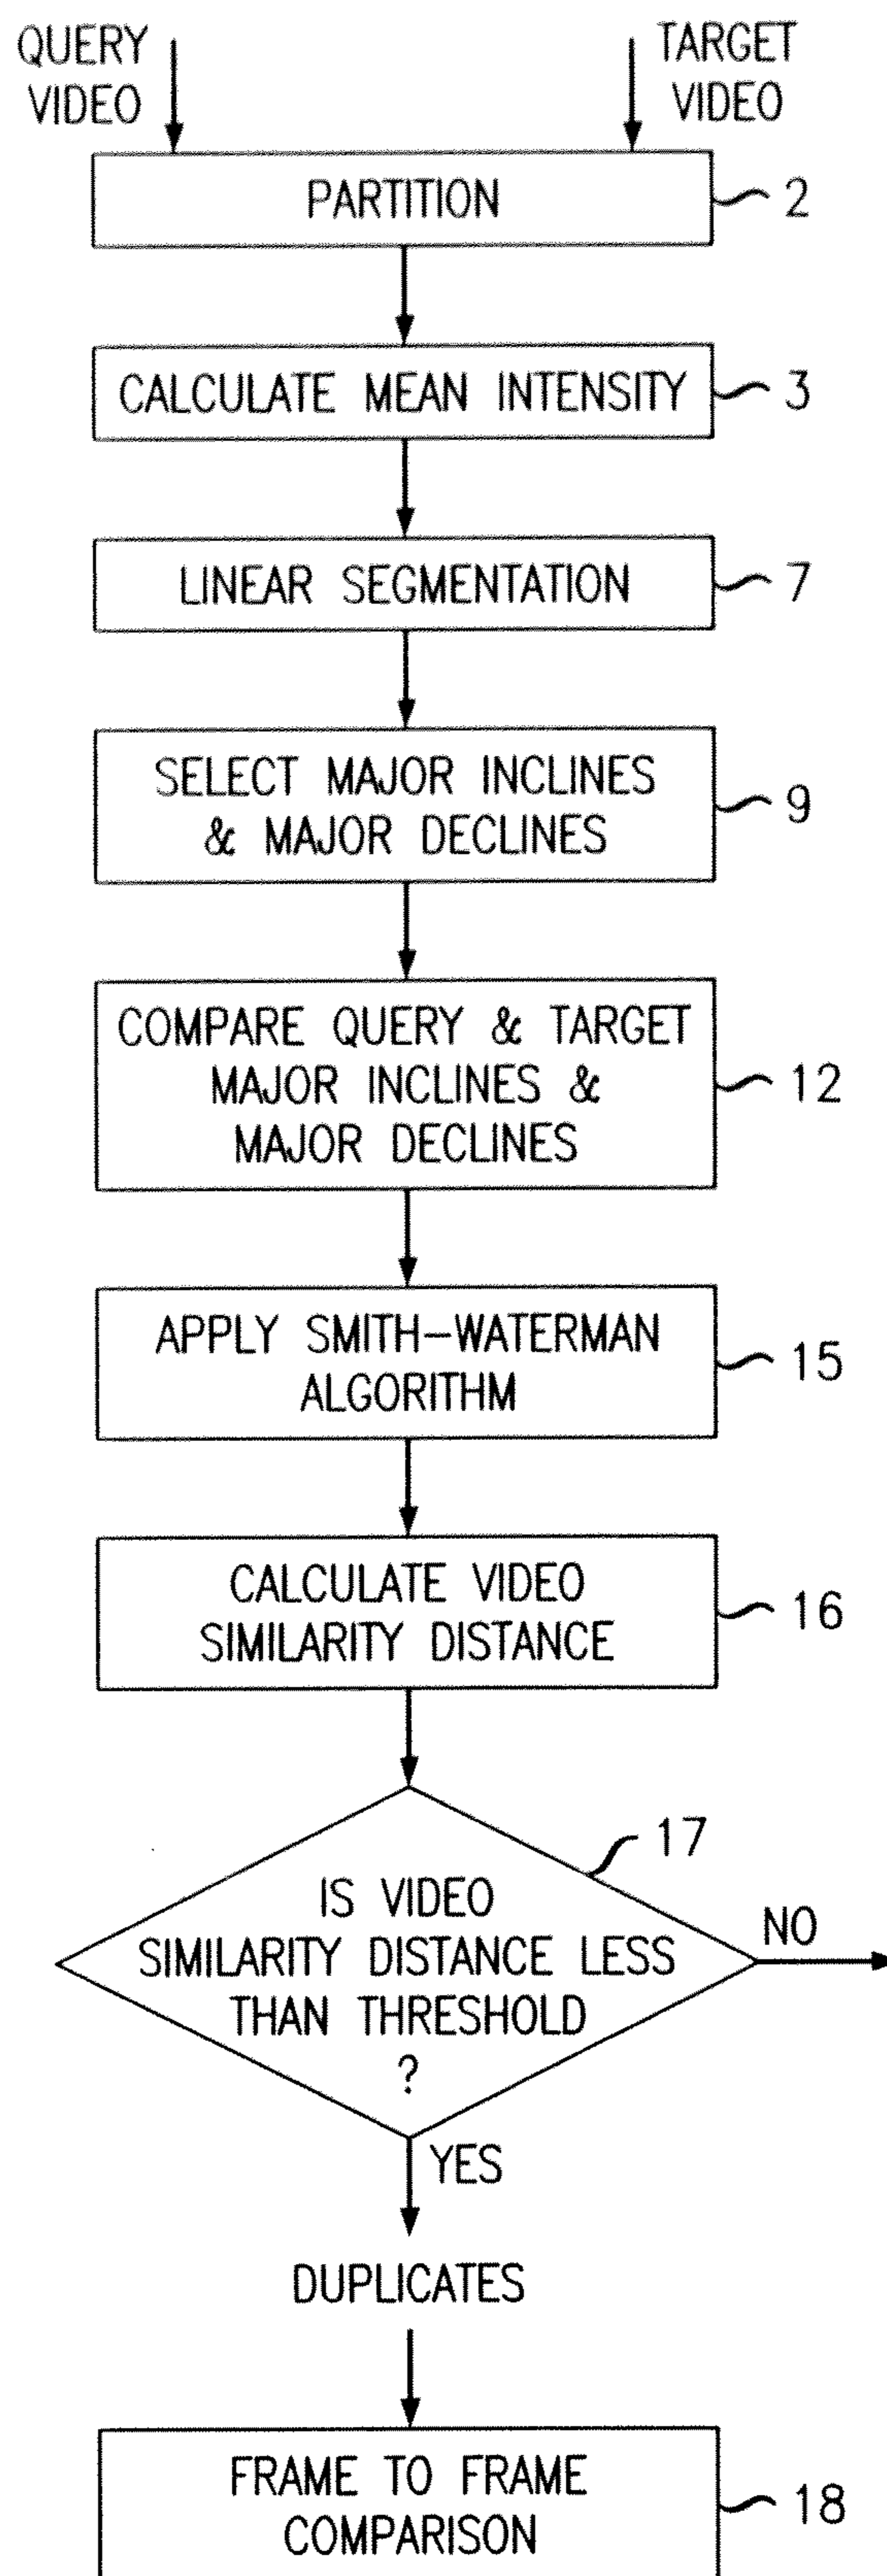 QUERY
VIDEO
TARGET
VIDEO
PARTITION
2
CALCULATE MEAN INTENSITY
3
LINEAR SEGMENTATION
7
SELECT MAJOR INCLINES
& MAJOR DECLINES
9
COMPARE QUERY & TARGET
MAJOR INCLINES &
MAJOR DECLINES
12
APPLY SMITH-WATERMAN
ALGORITHM
15
CALCULATE VIDEO
SIMILARITY DISTANCE
16
17
IS VIDEO
SIMILARITY DISTANCE LESS
THAN THRESHOLD
?
NO
YES
DUPLICATES
FRAME TO FRAME
COMPARISON
18